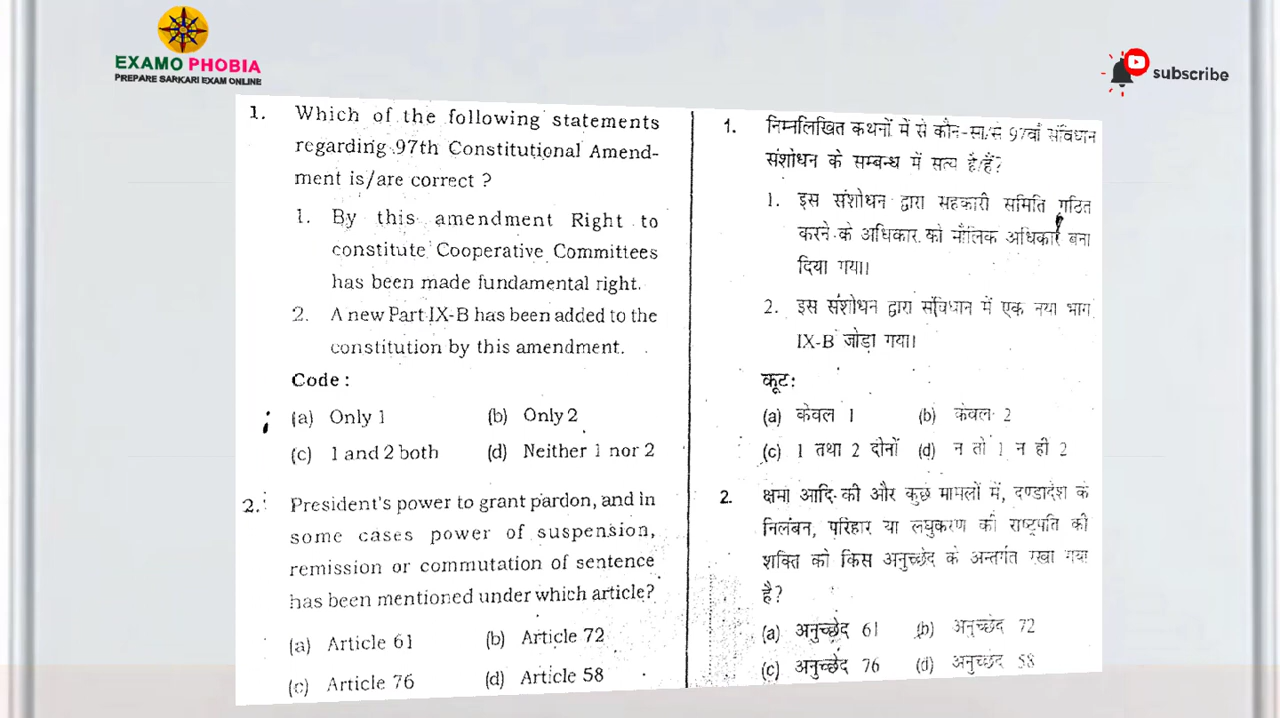 EXAMO PHOBIA
PREPARE SARKARI EXAM ONLINE
subscribe
1. Which of the following statements
regarding 97th Constitutional Amend-
ment is/are correct ?
1. By this amendment Right to
constitute Cooperative Committees
has been made fundamental right.
2. A new Part IX-B has been added to the
constitution by this amendment.
Code :
(a) Only 1 (b) Only 2
(c) 1 and 2 both (d) Neither 1 nor 2
2. President's power to grant pardon, and in
some cases power of suspension,
remission or commutation of sentence
has been mentioned under which article?
(a) Article 61 (b) Article 72
(c) Article 76 (d) Article 58
1. निम्नलिखित कथनों में से कौन-सा/से 97वाँ संविधान
संशोधन के सम्बन्ध में सत्य है/हैं?
1. इस संशोधन द्वारा सहकारी समिति गठित
करने के अधिकार को मौलिक अधिकार बना
दिया गया।
2. इस संशोधन द्वारा संविधान में एक नया भाग
IX-B जोड़ा गया।
कूट:
(a) केवल 1 (b) केवल 2
(c) 1 तथा 2 दोनों (d) न तो 1 न ही 2
2. क्षमा आदि की और कुछ मामलों में, दण्डादेश के
निलंबन, परिहार या लघुकरण की राष्ट्रपति की
शक्ति को किस अनुच्छेद के अन्तर्गत रखा गया
है?
(a) अनुच्छेद 61 (b) अनुच्छेद 72
(c) अनुच्छेद 76 (d) अनुच्छेद 58